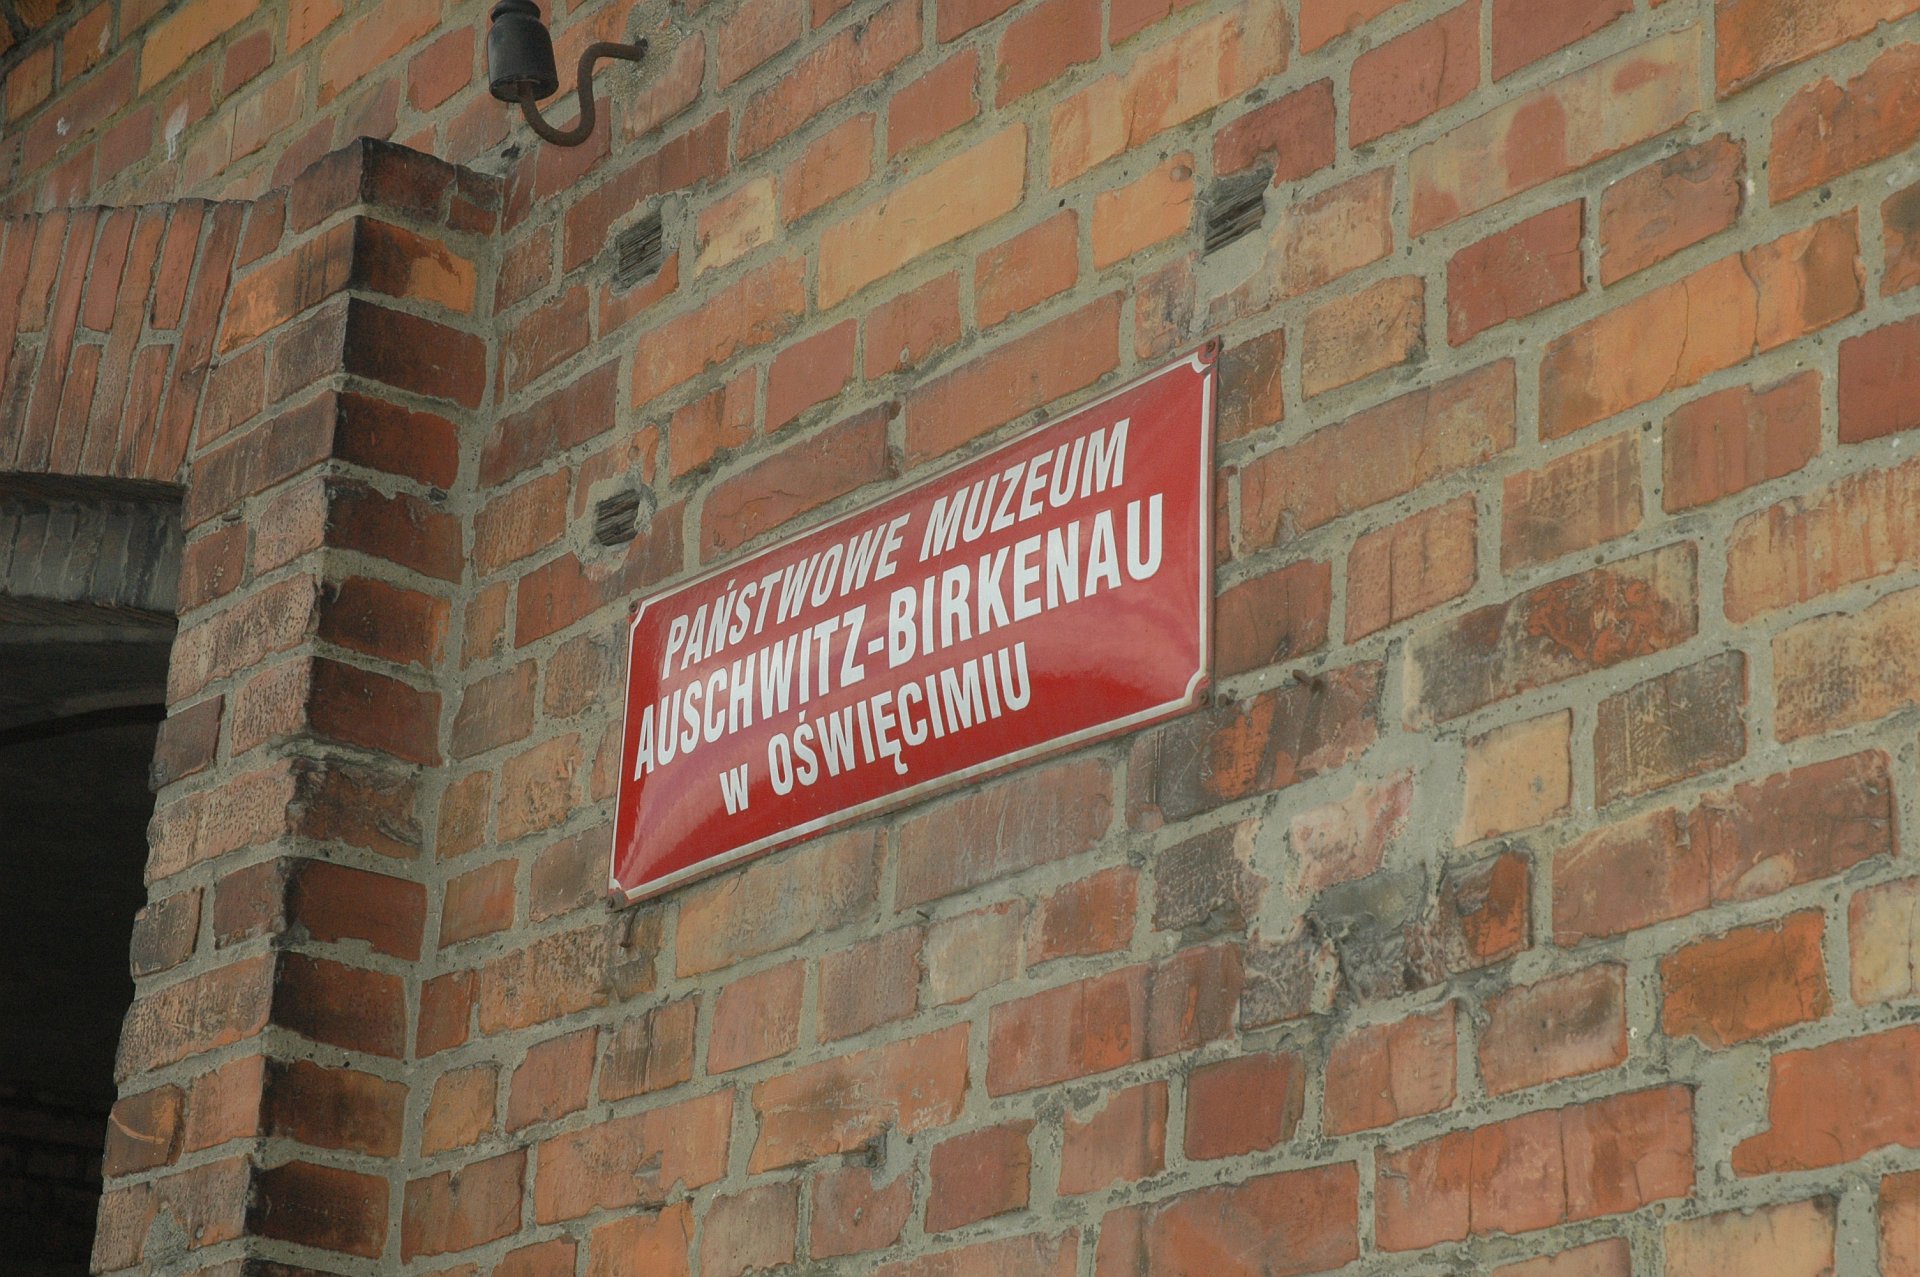 PAŃSTWOWE MUZEUM
AUSCHWITZ-BIRKENAU
w OŚWIĘCIMIU